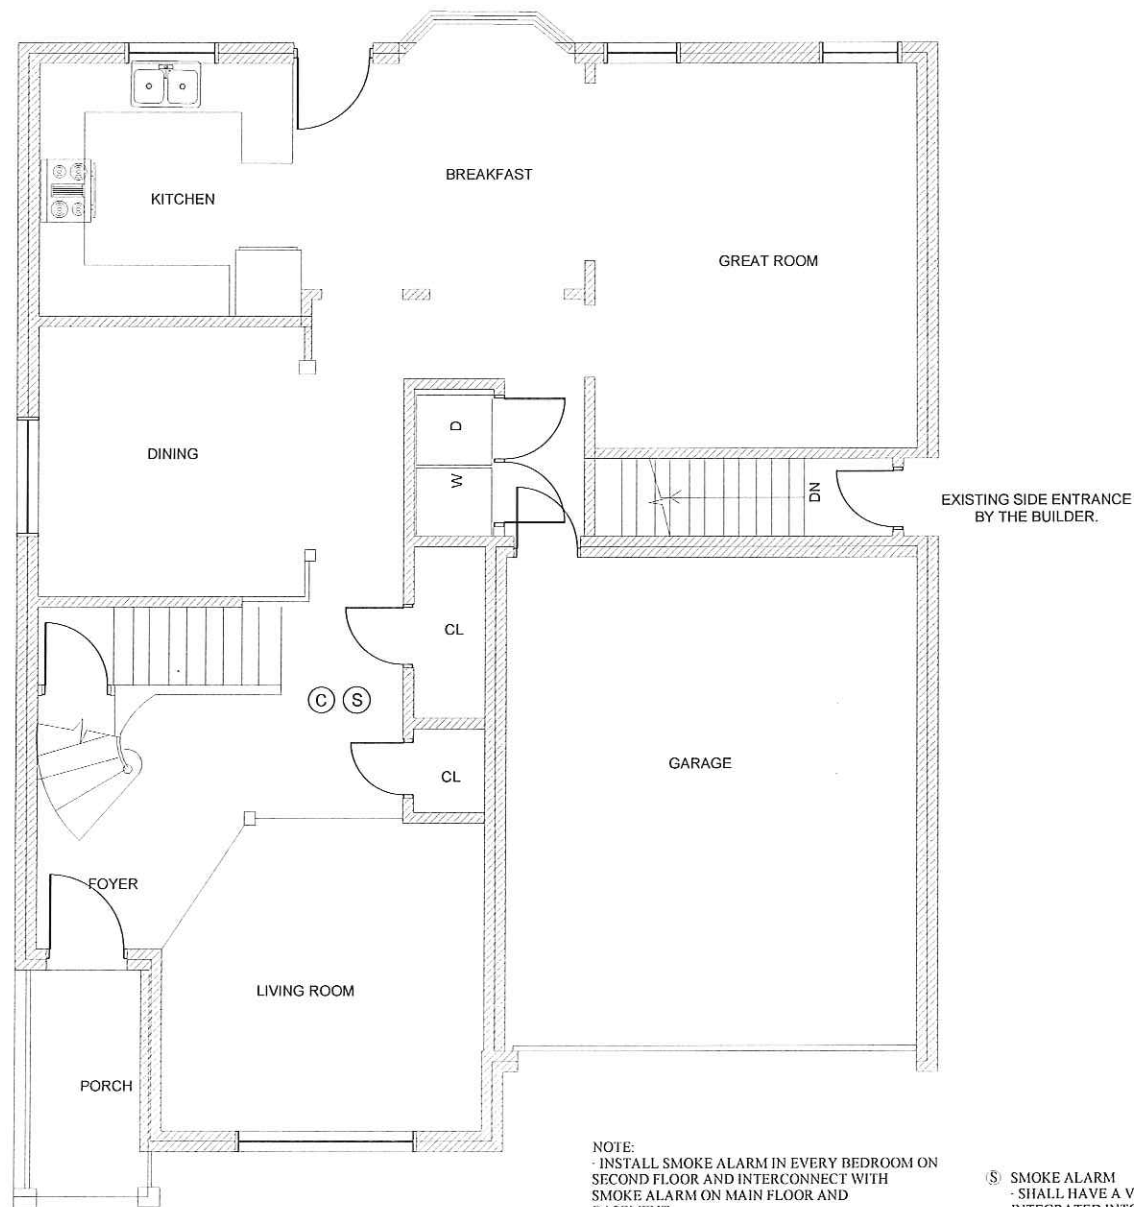 KITCHEN
BREAKFAST
GREAT ROOM
DINING
D
W
DN
EXISTING SIDE ENTRANCE
BY THE BUILDER.
CL
C S
GARAGE
CL
FOYER
LIVING ROOM
PORCH
NOTE:
- INSTALL SMOKE ALARM IN EVERY BEDROOM ON
SECOND FLOOR AND INTERCONNECT WITH
SMOKE ALARM ON MAIN FLOOR AND
S SMOKE ALARM
- SHALL HAVE A V